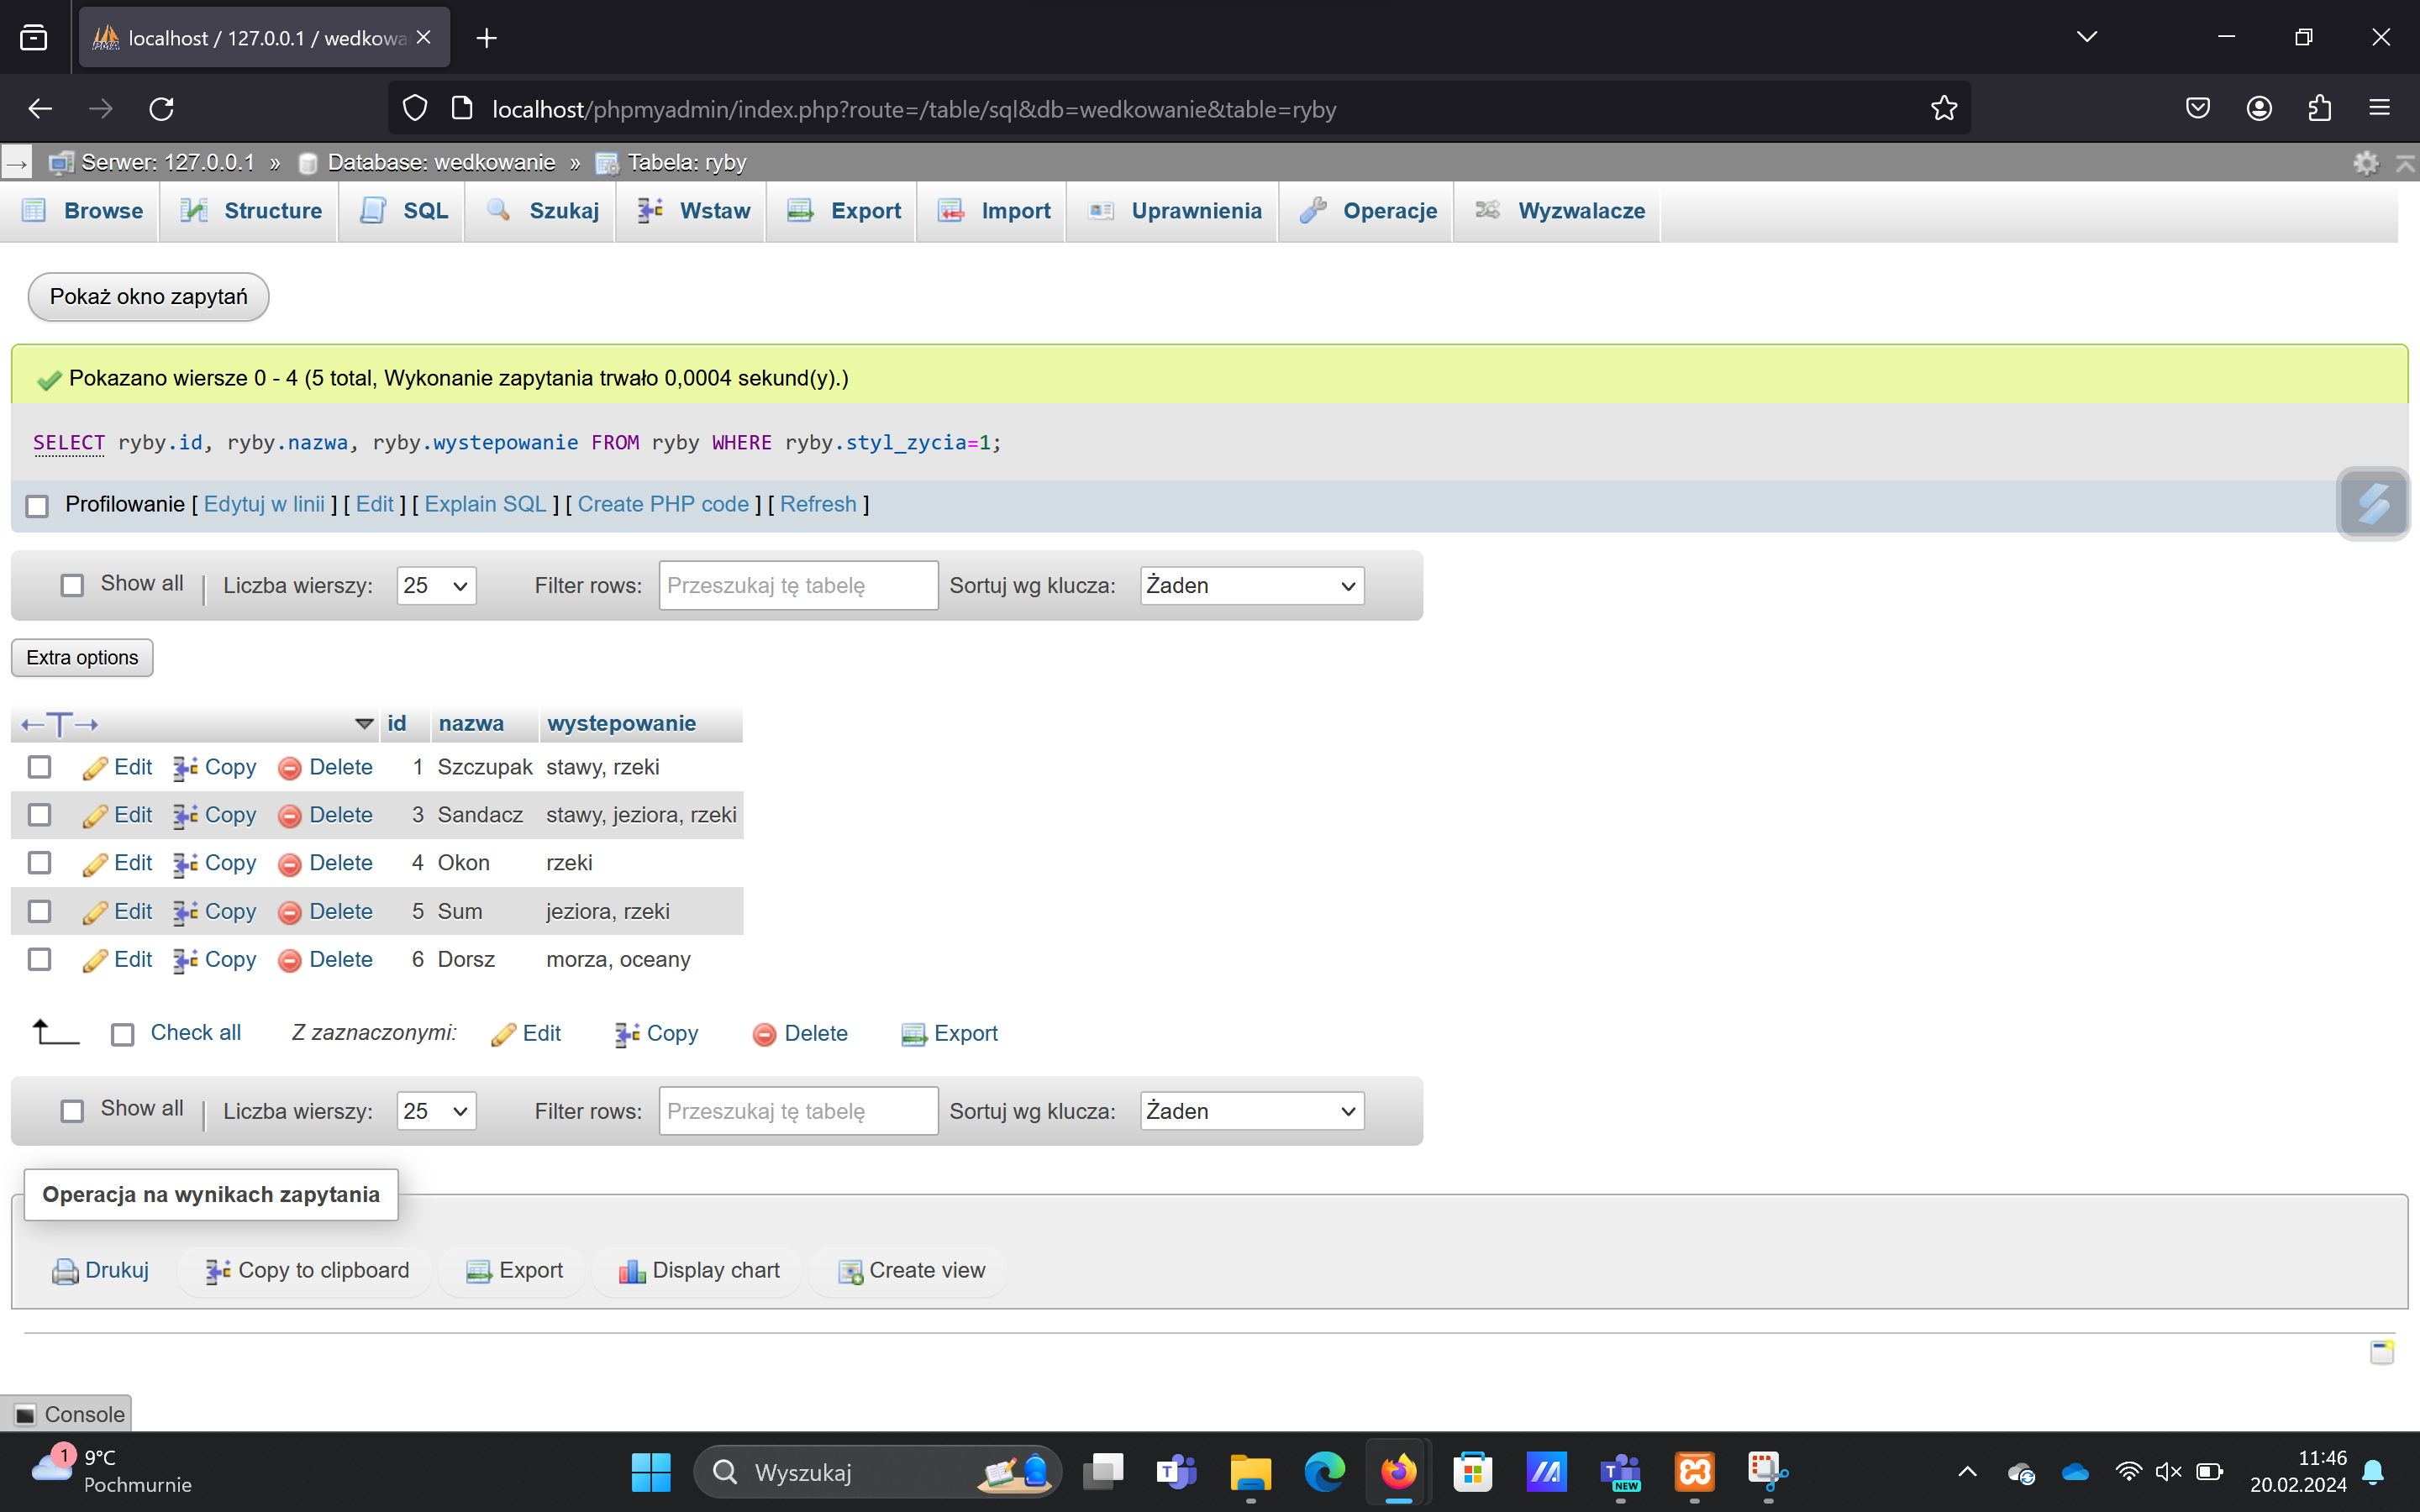 localhost / 127.0.0.1 / wedkowa
localhost/phpmyadmin/index.php?route=/table/sql&db=wedkowanie&table=ryby
Serwer: 127.0.0.1 » Database: wedkowanie » Tabela: ryby
Browse Structure SQL Szukaj Wstaw Export Import Uprawnienia Operacje Wyzwalacze
Pokaż okno zapytań
Pokazano wiersze 0 - 4 (5 total, Wykonanie zapytania trwało 0,0004 sekund(y).)
SELECT ryby.id, ryby.nazwa, ryby.wystepowanie FROM ryby WHERE ryby.styl_zycia=1;
Profilowanie [ Edytuj w linii ] [ Edit ] [ Explain SQL ] [ Create PHP code ] [ Refresh ]
Show all Liczba wierszy: 25 Filter rows: Przeszukaj tę tabelę Sortuj wg klucza: Żaden
Extra options
←T→ id nazwa wystepowanie
Edit Copy Delete 1 Szczupak stawy, rzeki
Edit Copy Delete 3 Sandacz stawy, jeziora, rzeki
Edit Copy Delete 4 Okon rzeki
Edit Copy Delete 5 Sum jeziora, rzeki
Edit Copy Delete 6 Dorsz morza, oceany
Check all Z zaznaczonymi: Edit Copy Delete Export
Show all Liczba wierszy: 25 Filter rows: Przeszukaj tę tabelę Sortuj wg klucza: Żaden
Operacja na wynikach zapytania
Drukuj Copy to clipboard Export Display chart Create view
Console
1 9°C
Pochmurnie
Wyszukaj
NEW
11:46
20.02.2024